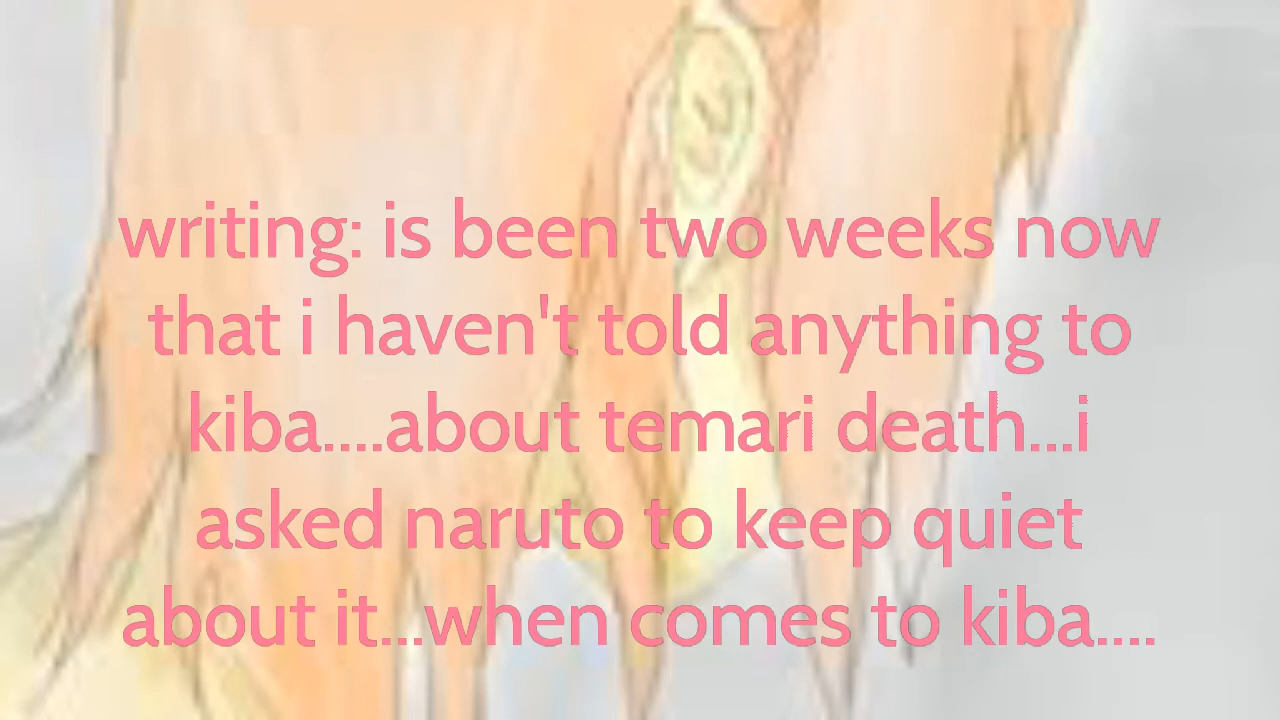 writing: is been two weeks now
that i haven't told anything to
kiba....about temari death...i
asked naruto to keep quiet
about it...when comes to kiba....